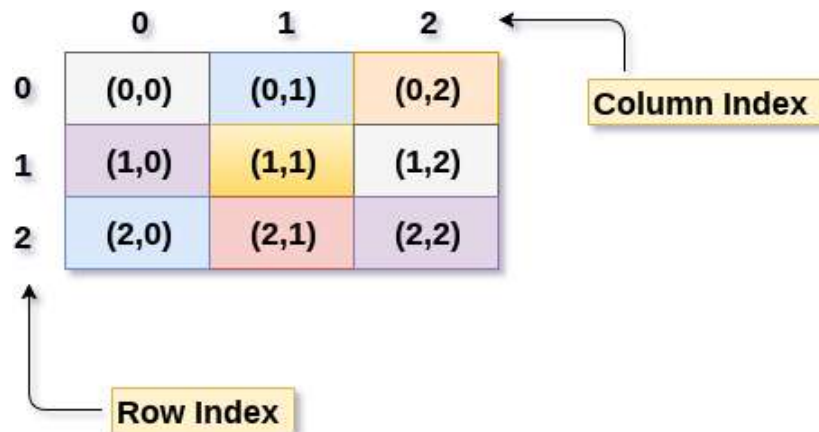 0 1 2
0 (0,0) (0,1) (0,2)
Column Index
1 (1,0) (1,1) (1,2)
2 (2,0) (2,1) (2,2)
Row Index